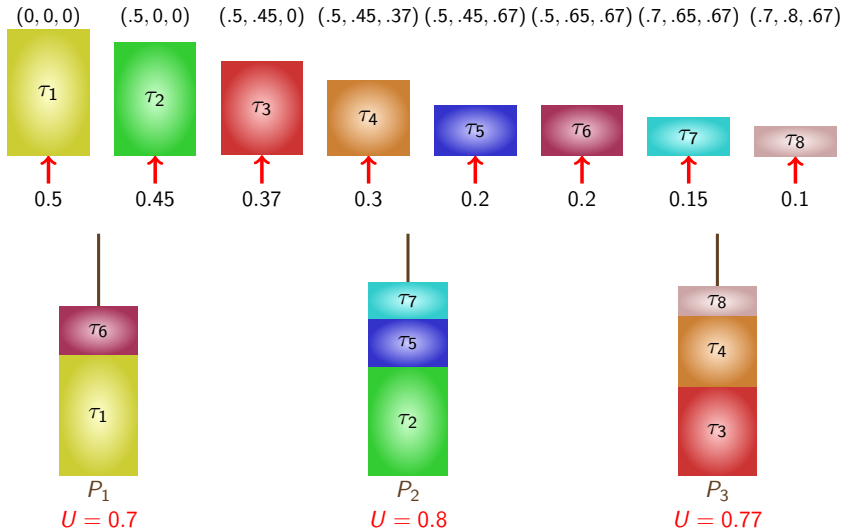 (0, 0, 0) (.5, 0, 0) (.5, .45, 0) (.5, .45, .37) (.5, .45, .67) (.5, .65, .67) (.7, .65, .67) (.7, .8, .67)
τ₁ τ₂ τ₃ τ₄ τ₅ τ₆ τ₇ τ₈
0.5 0.45 0.37 0.3 0.2 0.2 0.15 0.1
τ₆ τ₇ τ₈
τ₅ τ₄
τ₁ τ₂ τ₃
P₁ P₂ P₃
U = 0.7 U = 0.8 U = 0.77